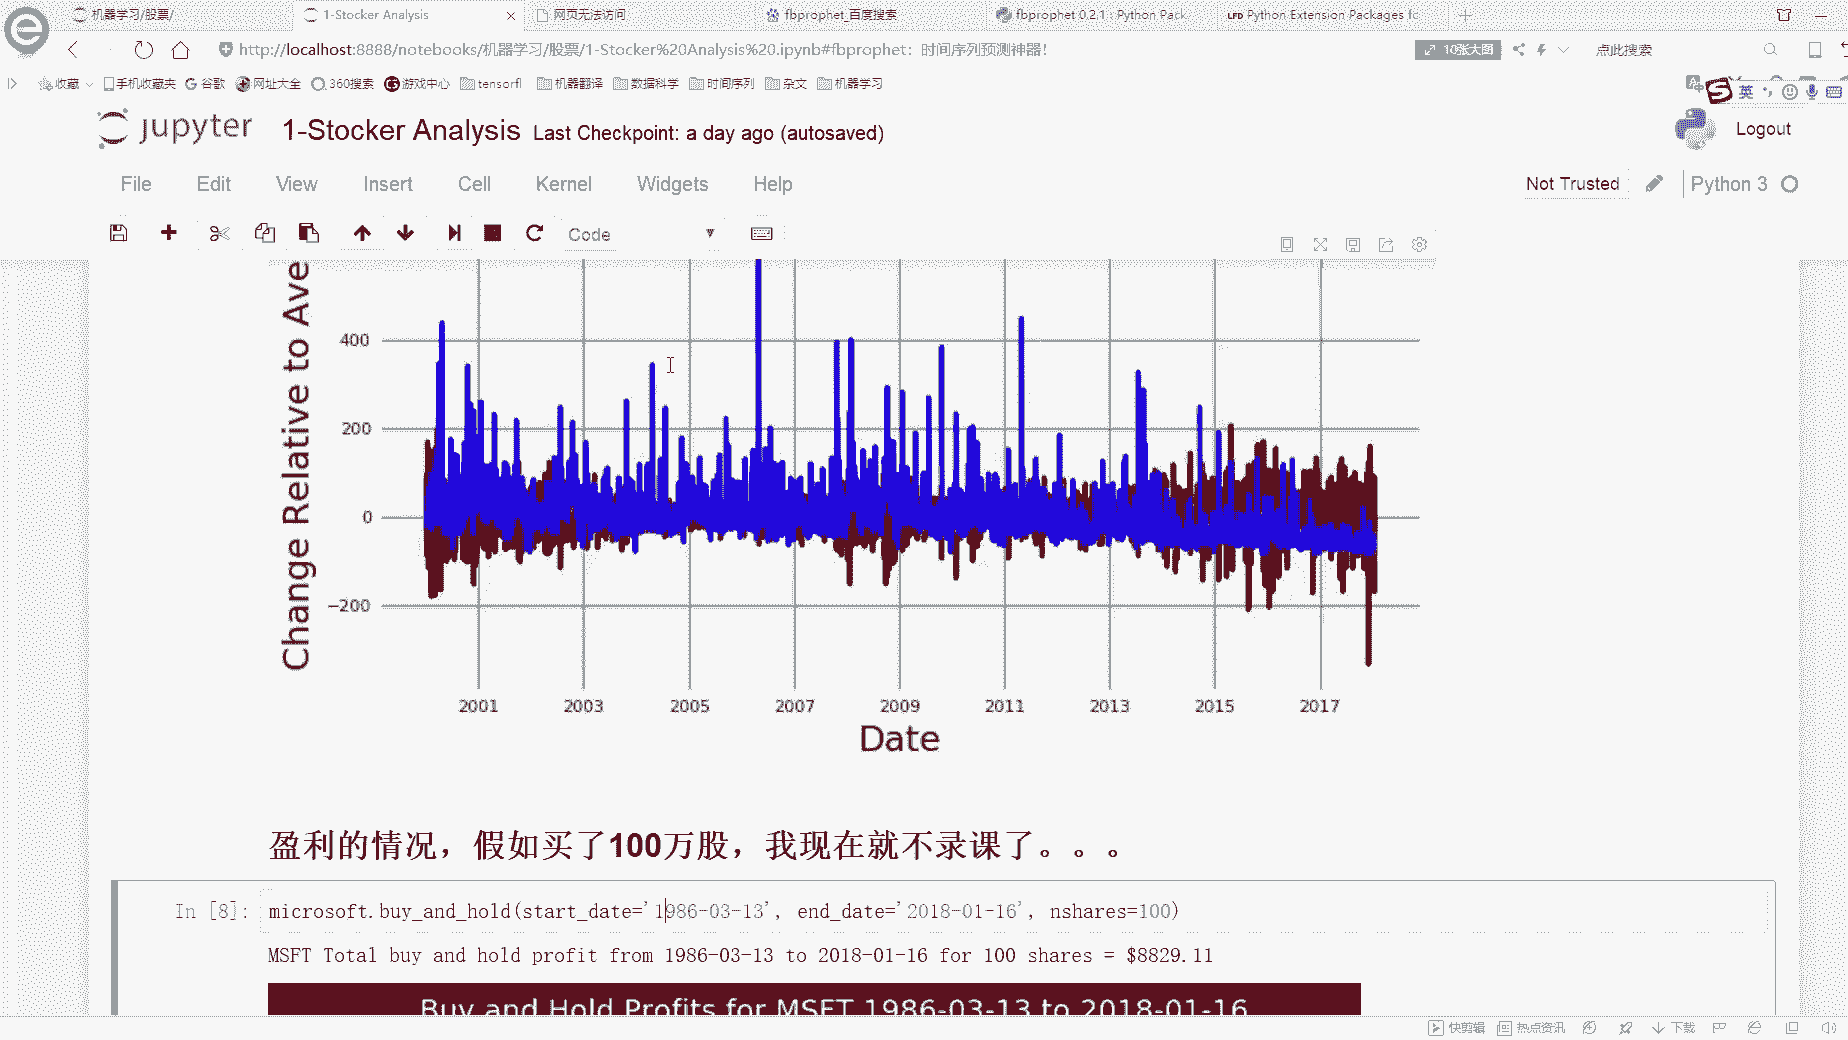 机器学习/股票/
1-Stocker Analysis
网页无法访问
fbprophet_百度搜索
fbprophet 0.2.1 : Python Pack
LFD Python Extension Packages fo
http://localhost:8888/notebooks/机器学习/股票/1-Stocker%20Analysis%20.ipynb#fbprophet：时间序列预测神器！
10张大图
点此搜索
收藏 手机收藏夹 谷歌 网址大全 360搜索 游戏中心 tensorfl 机器翻译 数据科学 时间序列 杂文 机器学习
英
jupyter 1-Stocker Analysis Last Checkpoint: a day ago (autosaved)
Logout
File Edit View Insert Cell Kernel Widgets Help
Not Trusted
Python 3
Code
Change Relative to Ave
400
200
0
−200
2001 2003 2005 2007 2009 2011 2013 2015 2017
Date
盈利的情况，假如买了100万股，我现在就不录课了。。。
In [8]: microsoft.buy_and_hold(start_date='1986-03-13', end_date='2018-01-16', nshares=100)
MSFT Total buy and hold profit from 1986-03-13 to 2018-01-16 for 100 shares = $8829.11
Buy and Hold Profits for MSFT 1986-03-13 to 2018-01-16
快剪辑 热点资讯 下载